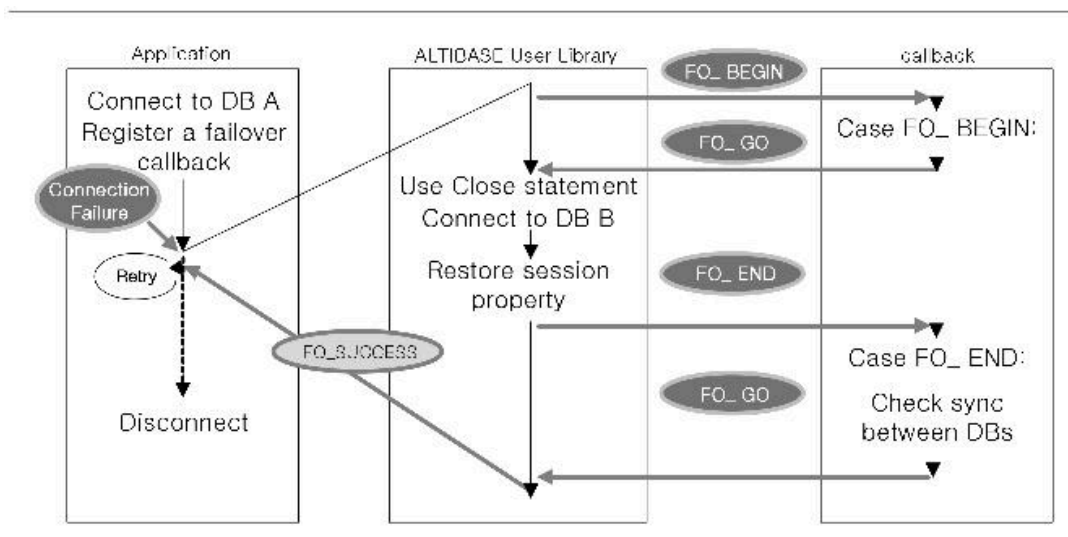 Application
Connect to DB A
Register a failover
callback
Connection
Failure
Retry
Disconnect
ALTIBASE User Library
Use Close statement
Connect to DB B
Restore session
property
FO_SUCCESS
FO_ BEGIN
FO_ GO
FO_ END
FO_ GO
callback
Case FO_ BEGIN:
Case FO_ END:
Check sync
between DBs